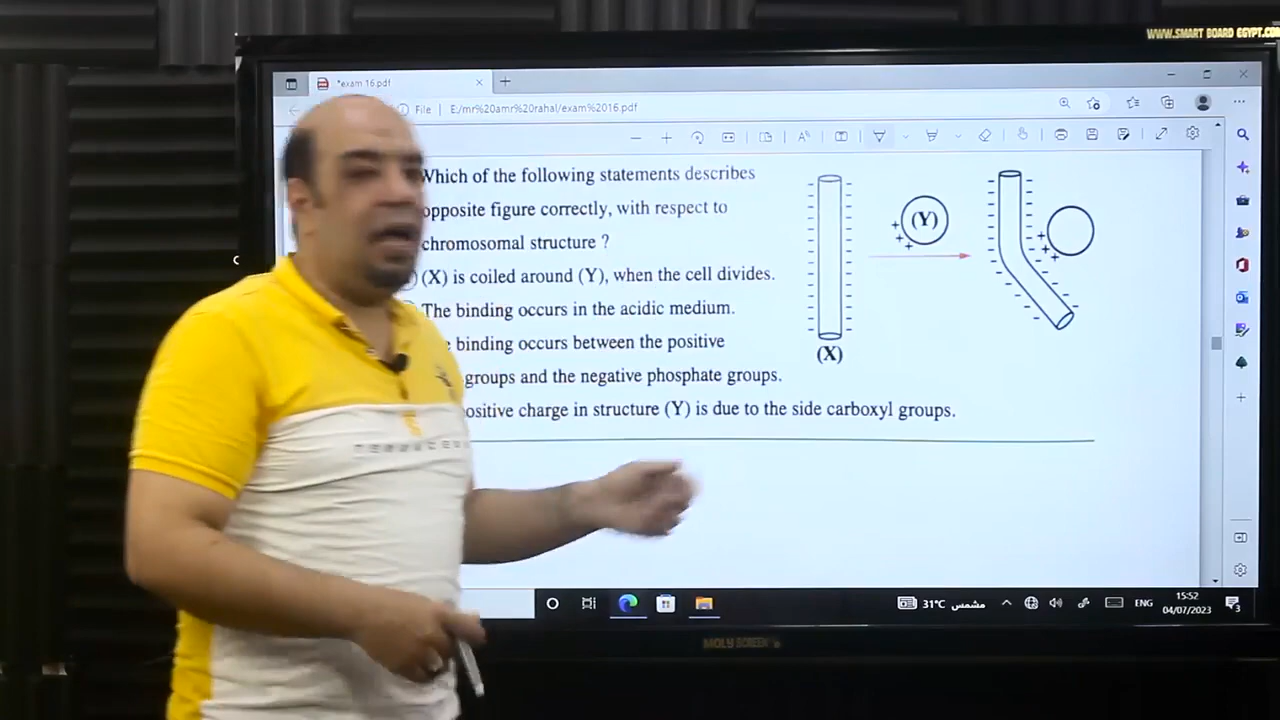 WWW.SMART BOARD EGYPT.COM
*exam 16.pdf
File
E:/mr%20amr%20rahal/exam%2016.pdf
Which of the following statements describes
opposite figure correctly, with respect to
chromosomal structure ?
(X) is coiled around (Y), when the cell divides.
The binding occurs in the acidic medium.
binding occurs between the positive
groups and the negative phosphate groups.
ositive charge in structure (Y) is due to the side carboxyl groups.
(X)
(Y)
31°C مشمس
ENG
15:52
04/07/2023
MOLY SCREEN